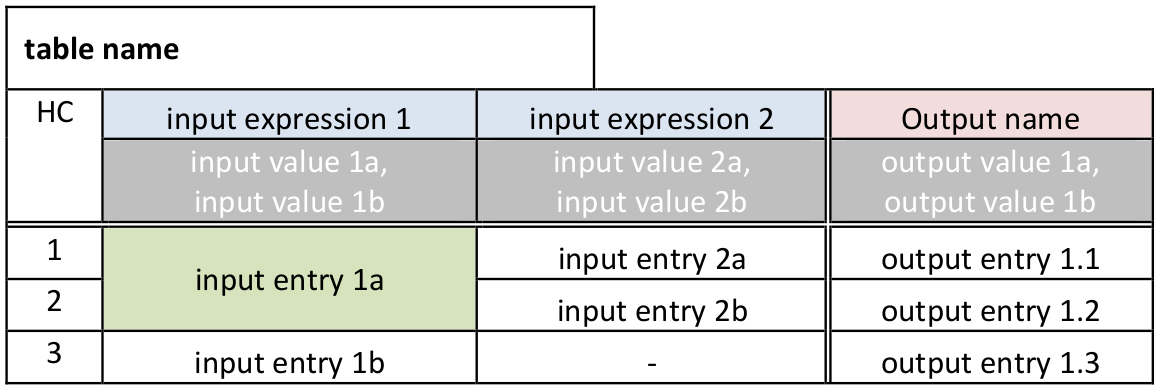 table name
HC input expression 1 input expression 2 Output name
input value 1a, input value 2a, output value 1a,
input value 1b input value 2b output value 1b
1 input entry 1a input entry 2a output entry 1.1
2 input entry 2b output entry 1.2
3 input entry 1b - output entry 1.3